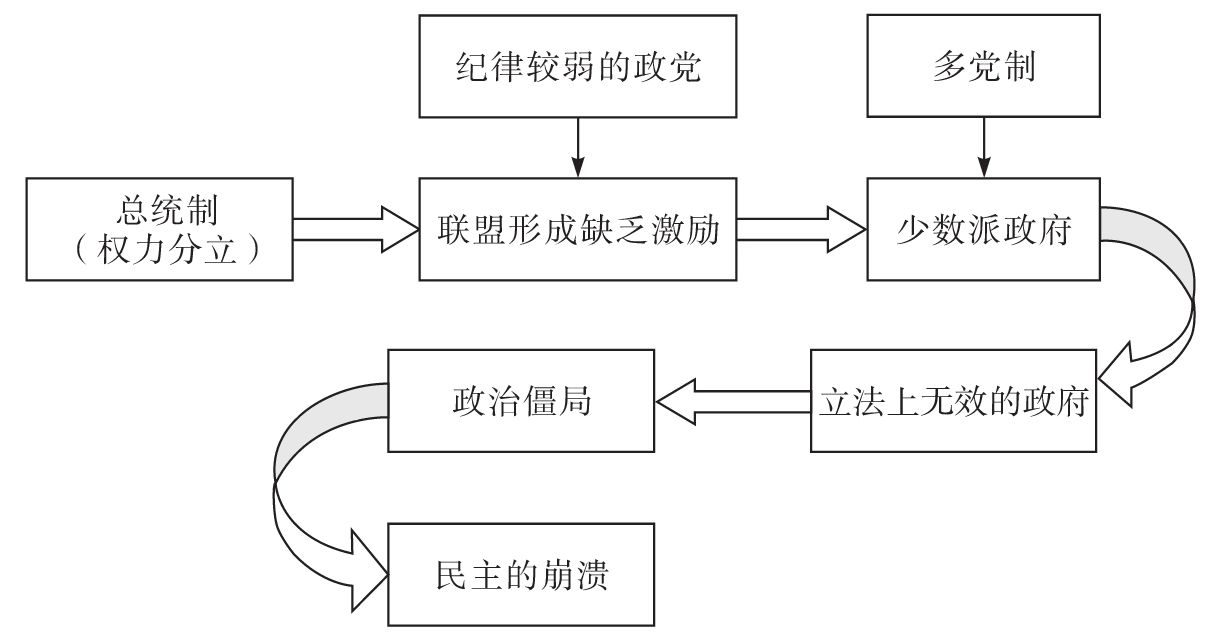 纪律较弱的政党
多党制
总统制
（权力分立）
联盟形成缺乏激励
少数派政府
政治僵局
立法上无效的政府
民主的崩溃